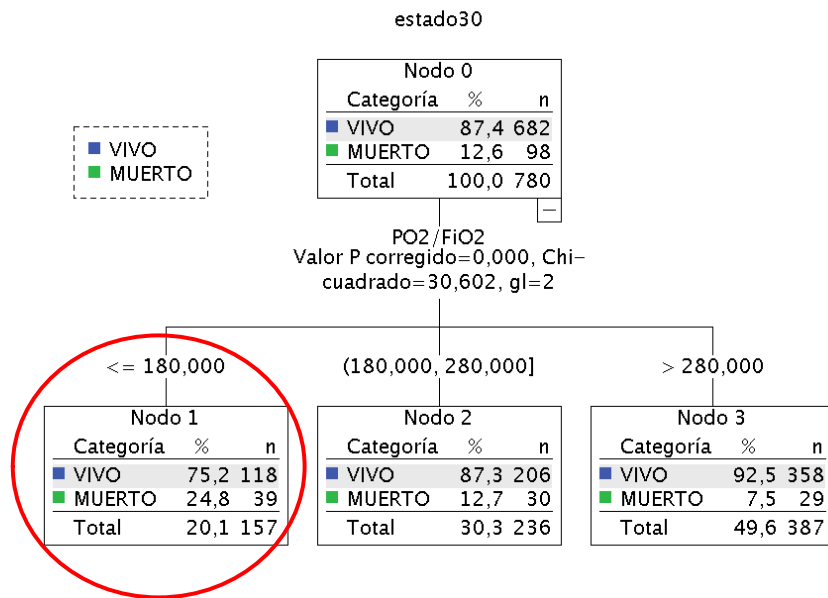 estado30
VIVO
MUERTO
Nodo 0
Categoría % n
VIVO 87,4 682
MUERTO 12,6 98
Total 100,0 780
PO2/FiO2
Valor P corregido=0,000, Chi-
cuadrado=30,602, gl=2
<= 180,000
(180,000, 280,000]
> 280,000
Nodo 1
Categoría % n
VIVO 75,2 118
MUERTO 24,8 39
Total 20,1 157
Nodo 2
Categoría % n
VIVO 87,3 206
MUERTO 12,7 30
Total 30,3 236
Nodo 3
Categoría % n
VIVO 92,5 358
MUERTO 7,5 29
Total 49,6 387